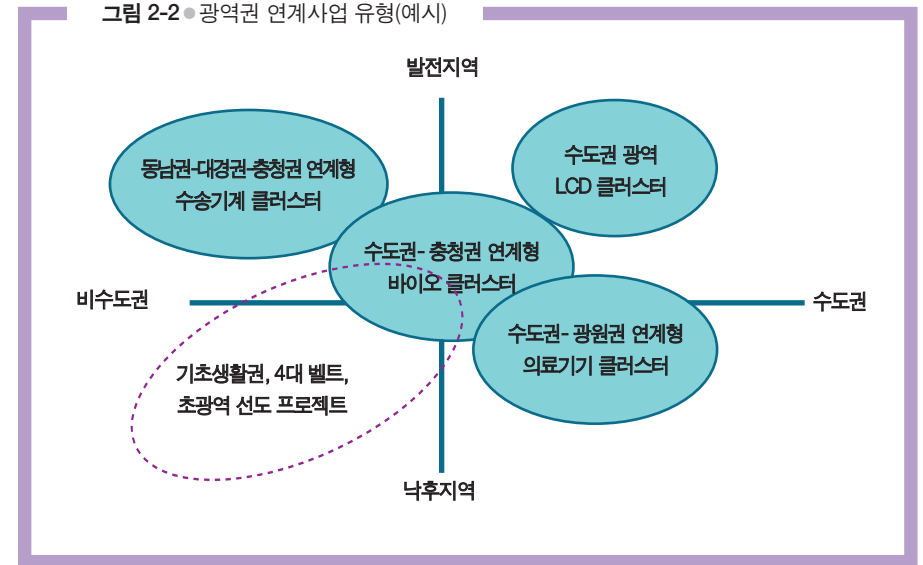 그림 2-2 ● 광역권 연계사업 유형(예시)
발전지역
동남권-대경권-충청권 연계형
수송기계 클러스터
수도권 광역
LCD 클러스터
수도권- 충청권 연계형
바이오 클러스터
비수도권
수도권
수도권- 광원권 연계형
의료기기 클러스터
기초생활권, 4대 벨트,
초광역 선도 프로젝트
낙후지역